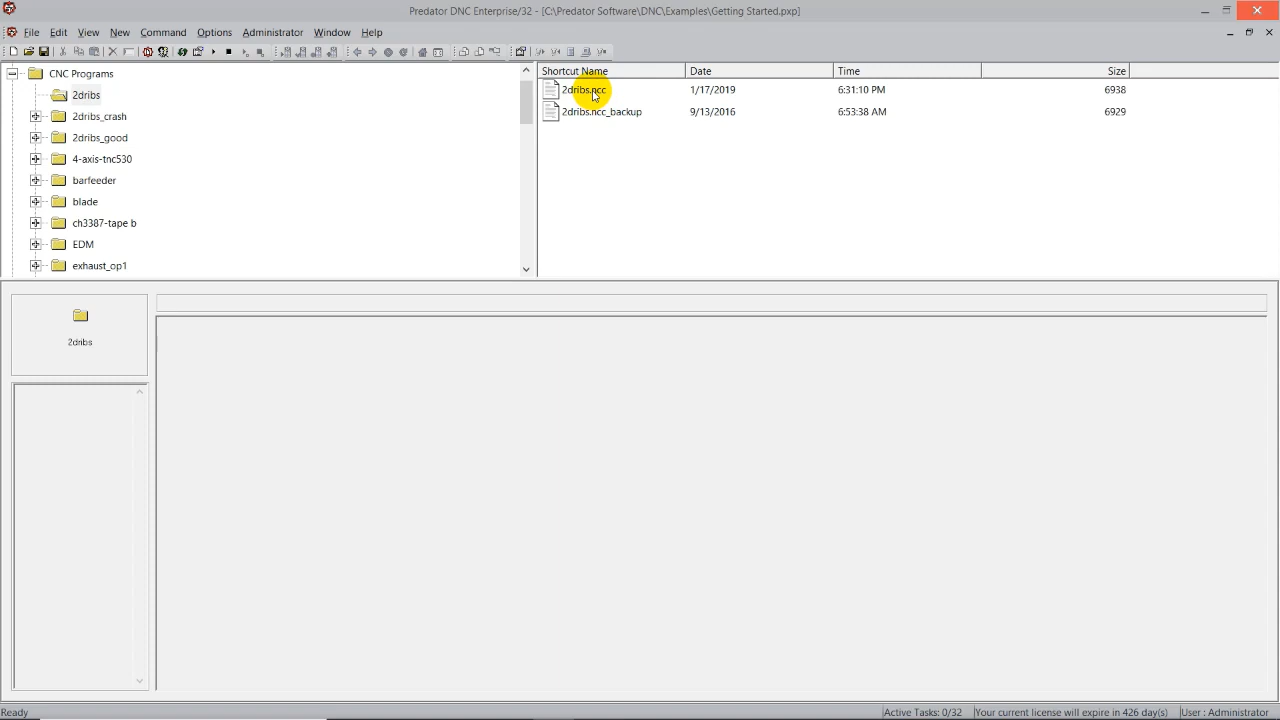 Predator DNC Enterprise/32 - [C:\Predator Software\DNC\Examples\Getting Started.pxp]
File Edit View New Command Options Administrator Window Help
CNC Programs
2dribs
2dribs_crash
2dribs_good
4-axis-tnc530
barfeeder
blade
ch3387-tape b
EDM
exhaust_op1
Shortcut Name Date Time Size
2dribs.ncc 1/17/2019 6:31:10 PM 6938
2dribs.ncc_backup 9/13/2016 6:53:38 AM 6929
2dribs
Ready Active Tasks: 0/32 Your current license will expire in 426 day(s) User : Administrator